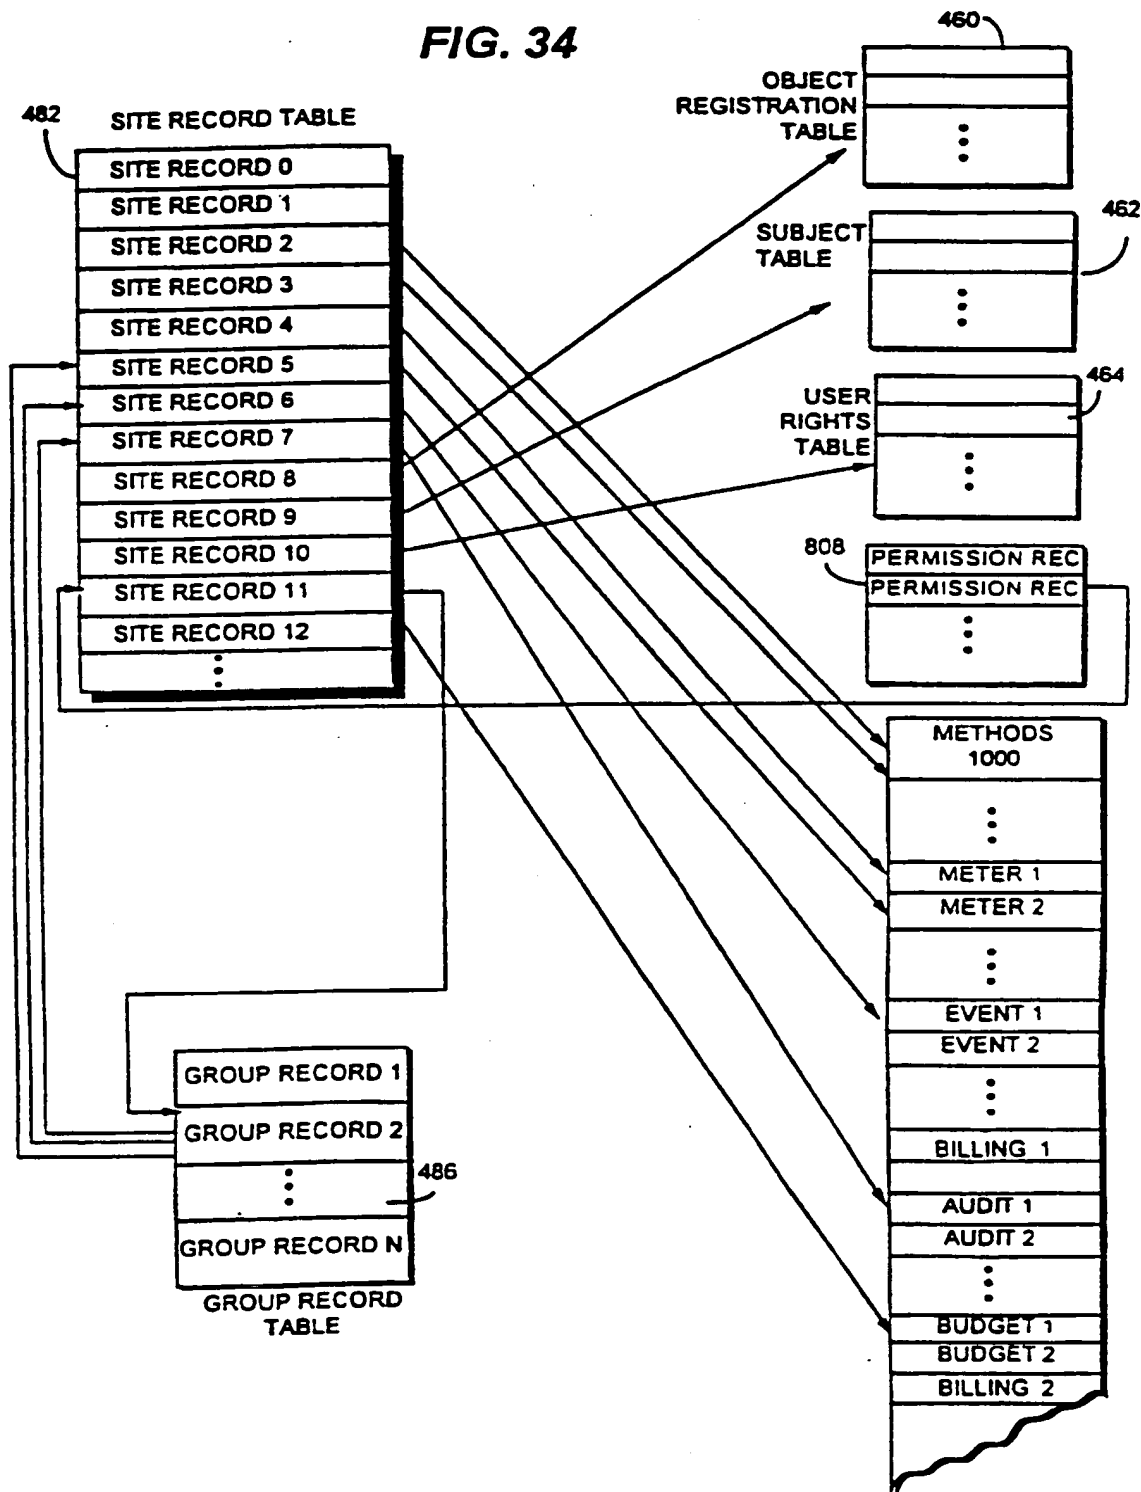 FIG. 34
482
SITE RECORD TABLE
SITE RECORD 0
SITE RECORD 1
SITE RECORD 2
SITE RECORD 3
SITE RECORD 4
SITE RECORD 5
SITE RECORD 6
SITE RECORD 7
SITE RECORD 8
SITE RECORD 9
SITE RECORD 10
SITE RECORD 11
SITE RECORD 12
460
OBJECT
REGISTRATION
TABLE
462
SUBJECT
TABLE
464
USER
RIGHTS
TABLE
808
PERMISSION REC
PERMISSION REC
METHODS
1000
METER 1
METER 2
EVENT 1
EVENT 2
BILLING 1
AUDIT 1
AUDIT 2
BUDGET 1
BUDGET 2
BILLING 2
GROUP RECORD 1
GROUP RECORD 2
486
GROUP RECORD N
GROUP RECORD
TABLE